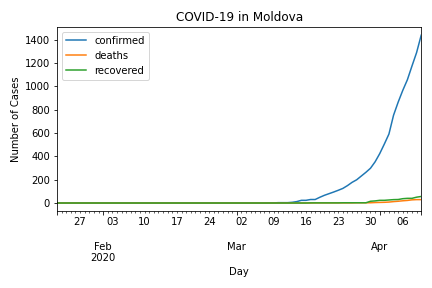 COVID-19 in Moldova
confirmed
deaths
recovered
Number of Cases
1400
1200
1000
800
600
400
200
0
27 03 10 17 24 02 09 16 23 30 06
Feb Mar Apr
2020
Day